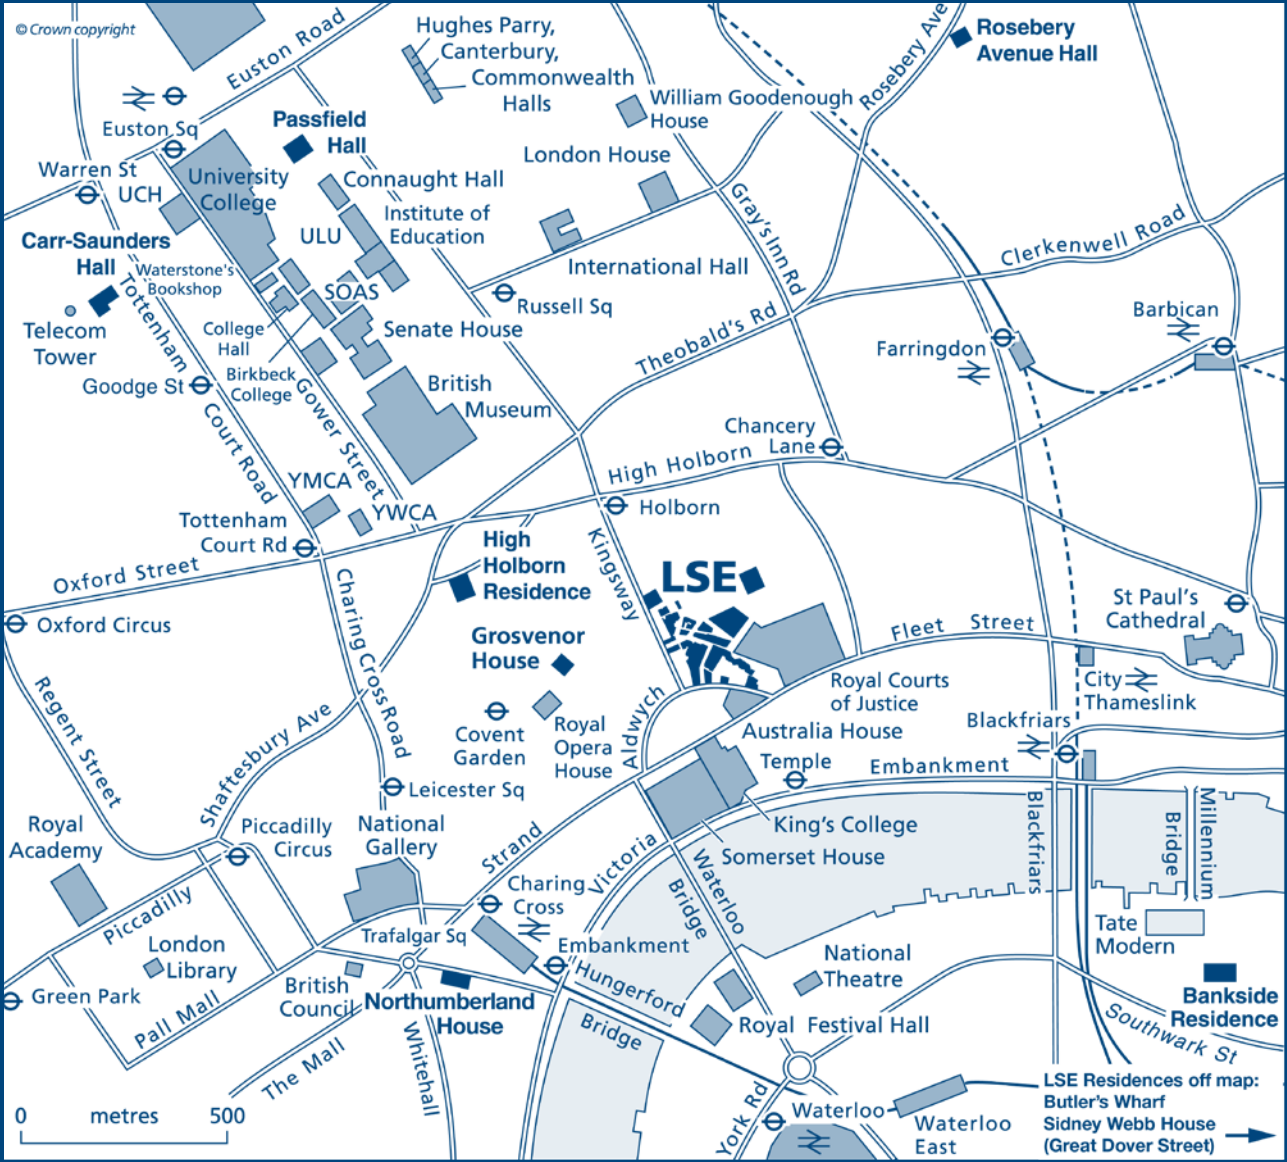 © Crown copyright
Euston Road
Hughes Parry,
Canterbury,
Commonwealth
Halls
Rosebery Ave
Rosebery
Avenue Hall
William Goodenough
House
Euston Sq
Passfield
Hall
London House
Warren St
UCH
University
College
Connaught Hall
Institute of
Education
ULU
Gray's Inn Rd
Clerkenwell Road
Carr-Saunders
Hall
Waterstone's
Bookshop
International Hall
SOAS
Russell Sq
Telecom
Tower
Tottenham
Court Road
College
Hall
Senate House
Theobald's Rd
Barbican
Farringdon
Goodge St
Birkbeck
College
Gower Street
British
Museum
Chancery
Lane
High Holborn
YMCA
YWCA
Holborn
Tottenham
Court Rd
High
Holborn
Residence
Kingsway
LSE
Oxford Street
Oxford Circus
Charing Cross Road
Grosvenor
House
Fleet Street
St Paul's
Cathedral
Regent Street
Royal Courts
of Justice
City
Thameslink
Shaftesbury Ave
Covent
Garden
Royal
Opera
House
Aldwych
Australia House
Blackfriars
Temple
Embankment
Leicester Sq
Royal
Academy
Piccadilly
Circus
National
Gallery
Strand
Victoria
King's College
Somerset House
Waterloo
Bridge
Blackfriars
Millennium
Bridge
Charing
Cross
Piccadilly
Trafalgar Sq
Tate
Modern
London
Library
Embankment
National
Theatre
Green Park
British
Council
Northumberland
House
Hungerford
Bridge
Bankside
Residence
Pall Mall
Royal Festival Hall
Southwark St
The Mall
Whitehall
0 metres 500
York Rd
Waterloo
Waterloo
East
LSE Residences off map:
Butler's Wharf
Sidney Webb House
(Great Dover Street)